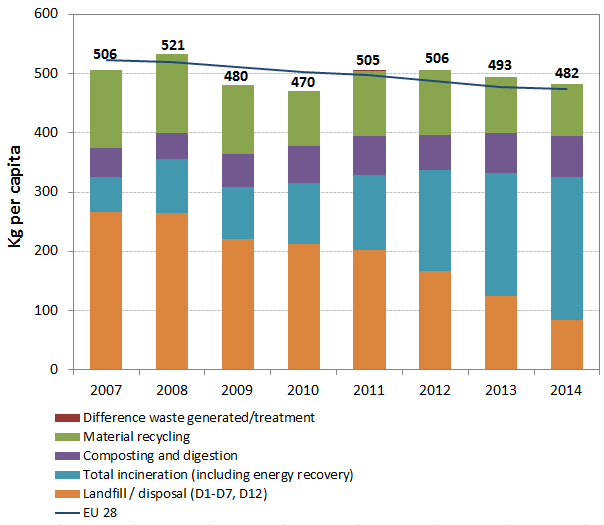 600
500
400
300
200
100
0
Kg per capita
506
521
480
470
505
506
493
482
2007 2008 2009 2010 2011 2012 2013 2014
Difference waste generated/treatment
Material recycling
Composting and digestion
Total incineration (including energy recovery)
Landfill / disposal (D1-D7, D12)
EU 28